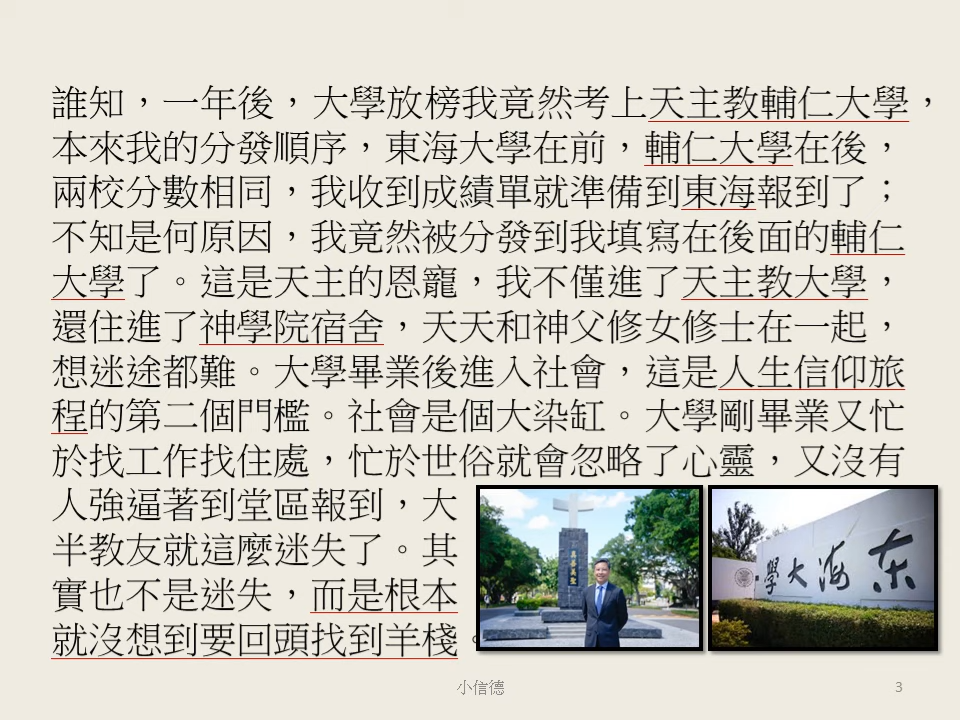 誰知，一年後，大學放榜我竟然考上天主教輔仁大學，
本來我的分發順序，東海大學在前，輔仁大學在後，
兩校分數相同，我收到成績單就準備到東海報到了；
不知是何原因，我竟然被分發到我填寫在後面的輔仁
大學了。這是天主的恩寵，我不僅進了天主教大學，
還住進了神學院宿舍，天天和神父修女修士在一起，
想迷途都難。大學畢業後進入社會，這是人生信仰旅
程的第二個門檻。社會是個大染缸。大學剛畢業又忙
於找工作找住處，忙於世俗就會忽略了心靈，又沒有
人強逼著到堂區報到，大
半教友就這麼迷失了。其
實也不是迷失，而是根本
就沒想到要回頭找到羊棧。
东海大學
小信德
3